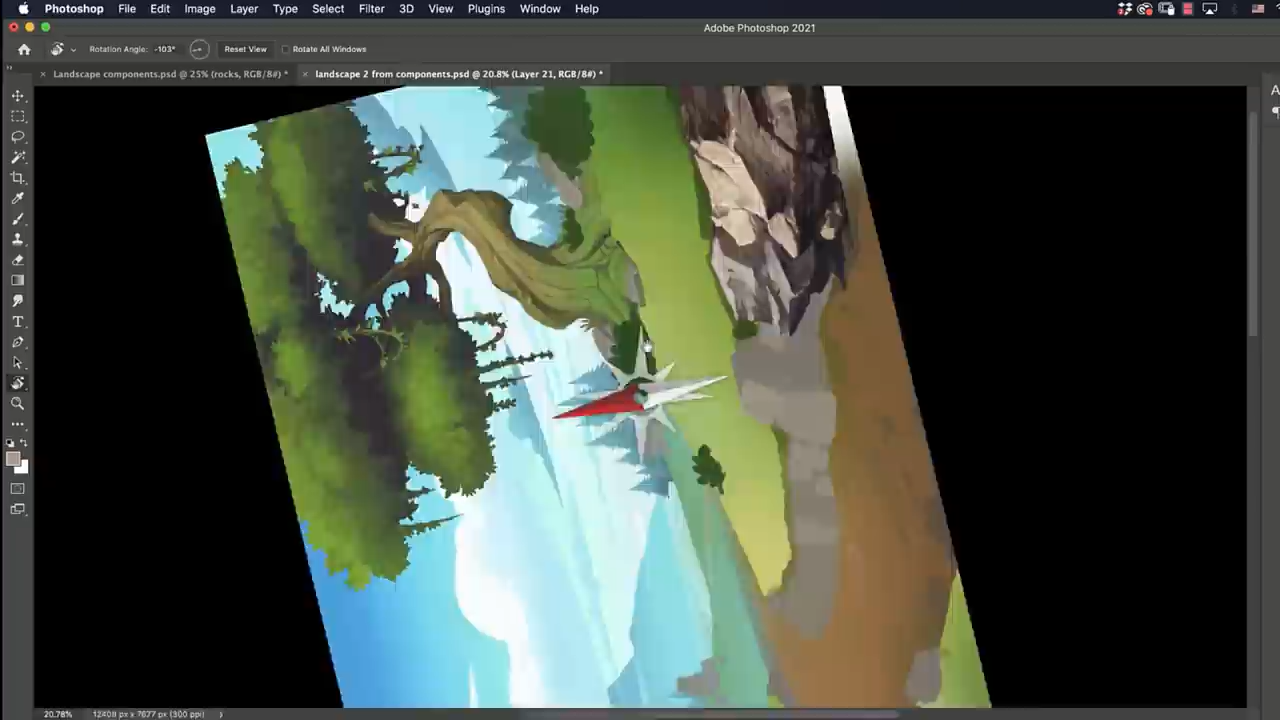 Photoshop File Edit Image Layer Type Select Filter 3D View Plugins Window Help
Adobe Photoshop 2021
Rotation Angle: -103° Reset View Rotate All Windows
× Landscape components.psd @ 25% (rocks, RGB/8#) * × landscape 2 from components.psd @ 20.8% (Layer 21, RGB/8#) *
20.78% 12408 px x 7677 px (300 ppi)